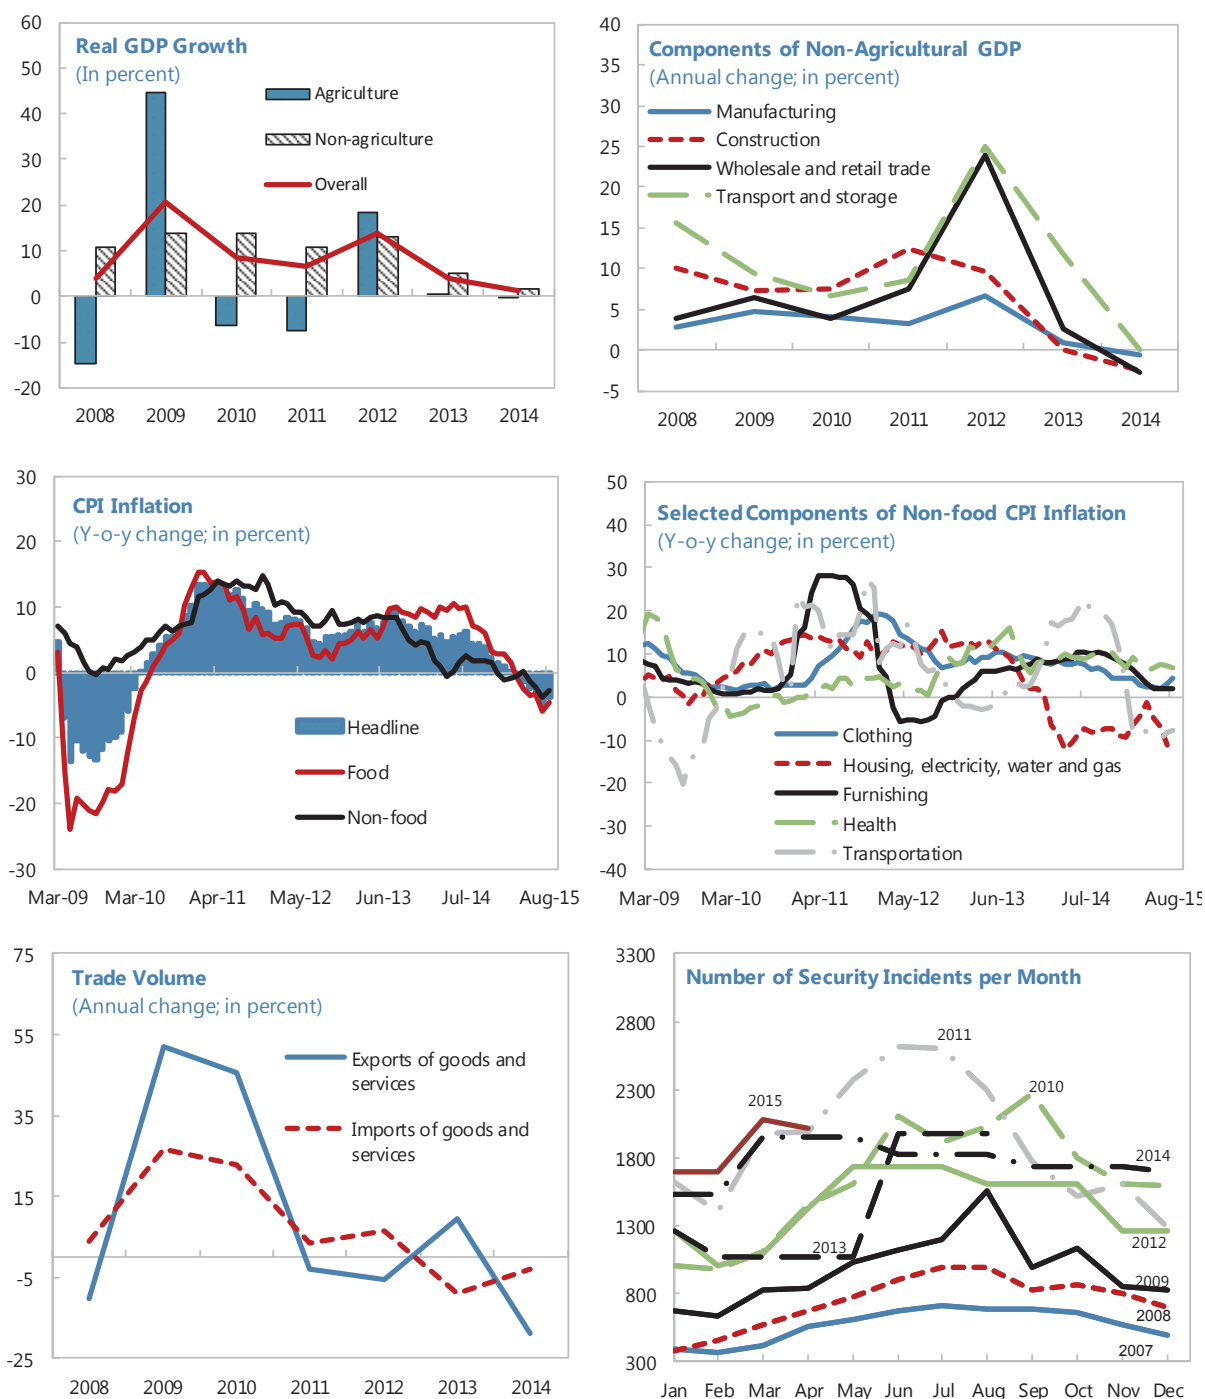 Real GDP Growth
(In percent)
60
50
40
30
20
10
0
-10
-20
Agriculture
Non-agriculture
Overall
2008 2009 2010 2011 2012 2013 2014
Components of Non-Agricultural GDP
(Annual change; in percent)
40
35
30
25
20
15
10
5
0
-5
Manufacturing
Construction
Wholesale and retail trade
Transport and storage
2008 2009 2010 2011 2012 2013 2014
CPI Inflation
(Y-o-y change; in percent)
30
20
10
0
-10
-20
-30
Headline
Food
Non-food
Mar-09 Mar-10 Apr-11 May-12 Jun-13 Jul-14 Aug-15
Selected Components of Non-food CPI Inflation
(Y-o-y change; in percent)
50
40
30
20
10
0
-10
-20
-30
-40
Clothing
Housing, electricity, water and gas
Furnishing
Health
Transportation
Mar-09 Mar-10 Apr-11 May-12 Jun-13 Jul-14 Aug-15
Trade Volume
(Annual change; in percent)
75
55
35
15
-5
-25
Exports of goods and
services
Imports of goods and
services
2008 2009 2010 2011 2012 2013 2014
Number of Security Incidents per Month
3300
2800
2300
1800
1300
800
300
2011
2010
2015
2014
2013
2012
2009
2008
2007
Jan Feb Mar Apr May Jun Jul Aug Sep Oct Nov Dec